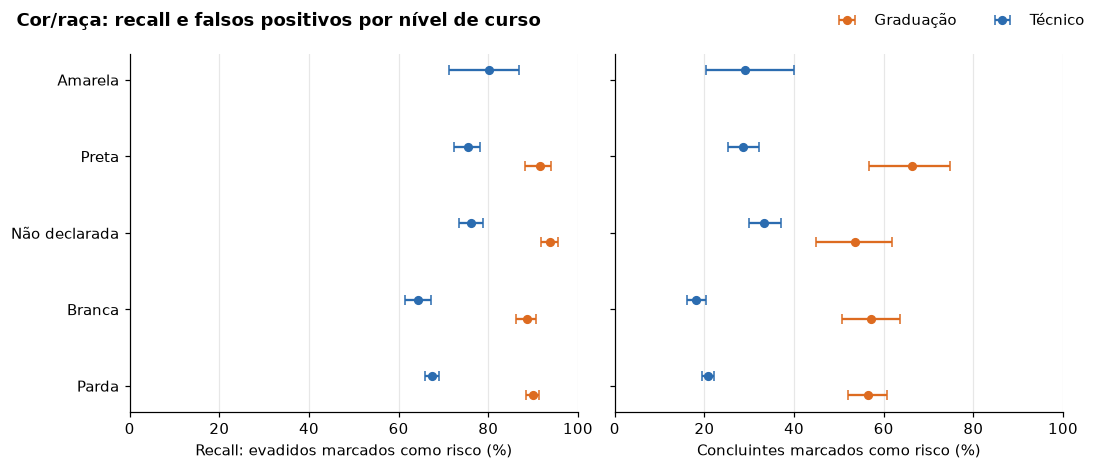 Cor/raça: recall e falsos positivos por nível de curso
Graduação
Técnico
Amarela
Preta
Não declarada
Branca
Parda
0 20 40 60 80 100
0 20 40 60 80 100
Recall: evadidos marcados como risco (%)
Concluintes marcados como risco (%)